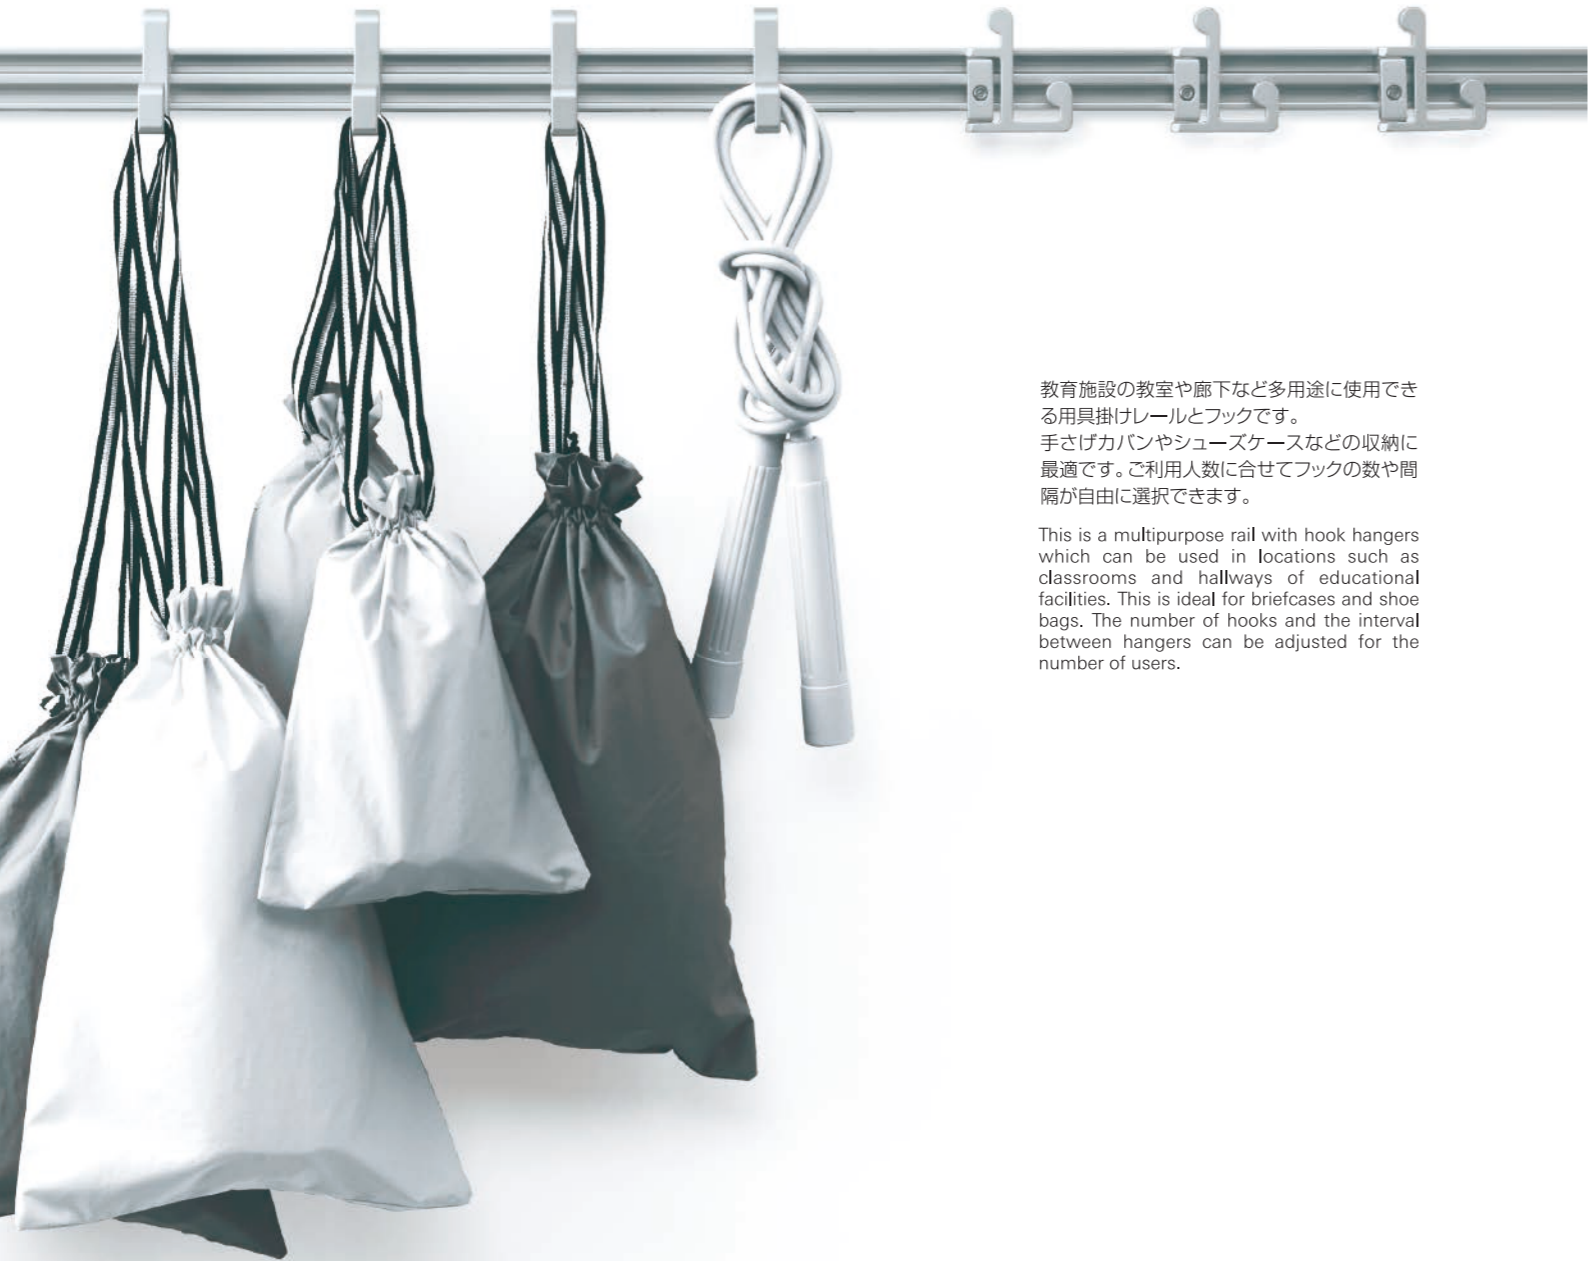 教育施設の教室や廊下など多用途に使用でき
る用具掛けレールとフックです。
手さげカバンやシューズケースなどの収納に
最適です。ご利用人数に合せてフックの数や間
隔が自由に選択できます。
This is a multipurpose rail with hook hangers
which can be used in locations such as
classrooms and hallways of educational
facilities. This is ideal for briefcases and shoe
bags. The number of hooks and the interval
between hangers can be adjusted for the
number of users.